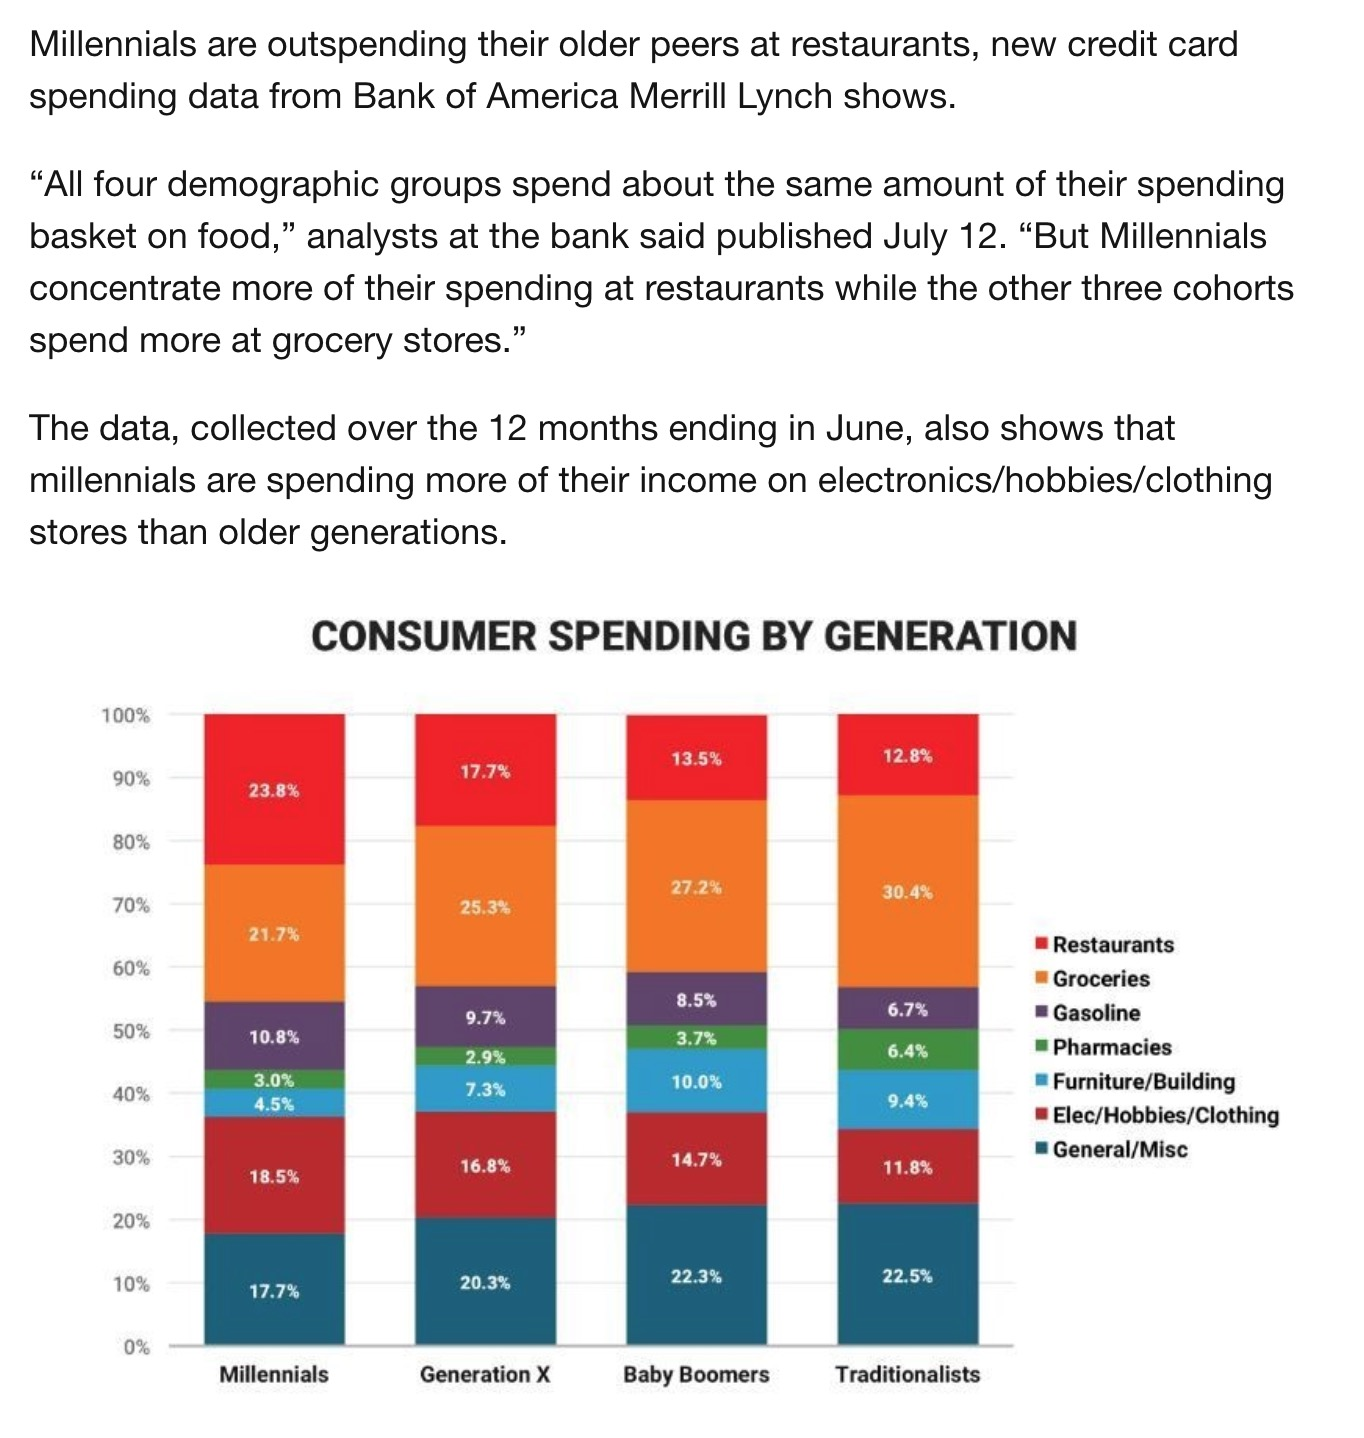 Millennials are outspending their older peers at restaurants, new credit card
spending data from Bank of America Merrill Lynch shows.
“All four demographic groups spend about the same amount of their spending
basket on food,” analysts at the bank said published July 12. “But Millennials
concentrate more of their spending at restaurants while the other three cohorts
spend more at grocery stores.”
The data, collected over the 12 months ending in June, also shows that
millennials are spending more of their income on electronics/hobbies/clothing
stores than older generations.
CONSUMER SPENDING BY GENERATION
100%
90%
80%
70%
60%
50%
40%
30%
20%
10%
0%
23.8%
21.7%
10.8%
3.0%
4.5%
18.5%
17.7%
17.7%
25.3%
9.7%
2.9%
7.3%
16.8%
20.3%
13.5%
27.2%
8.5%
3.7%
10.0%
14.7%
22.3%
12.8%
30.4%
6.7%
6.4%
9.4%
11.8%
22.5%
Millennials
Generation X
Baby Boomers
Traditionalists
Restaurants
Groceries
Gasoline
Pharmacies
Furniture/Building
Elec/Hobbies/Clothing
General/Misc